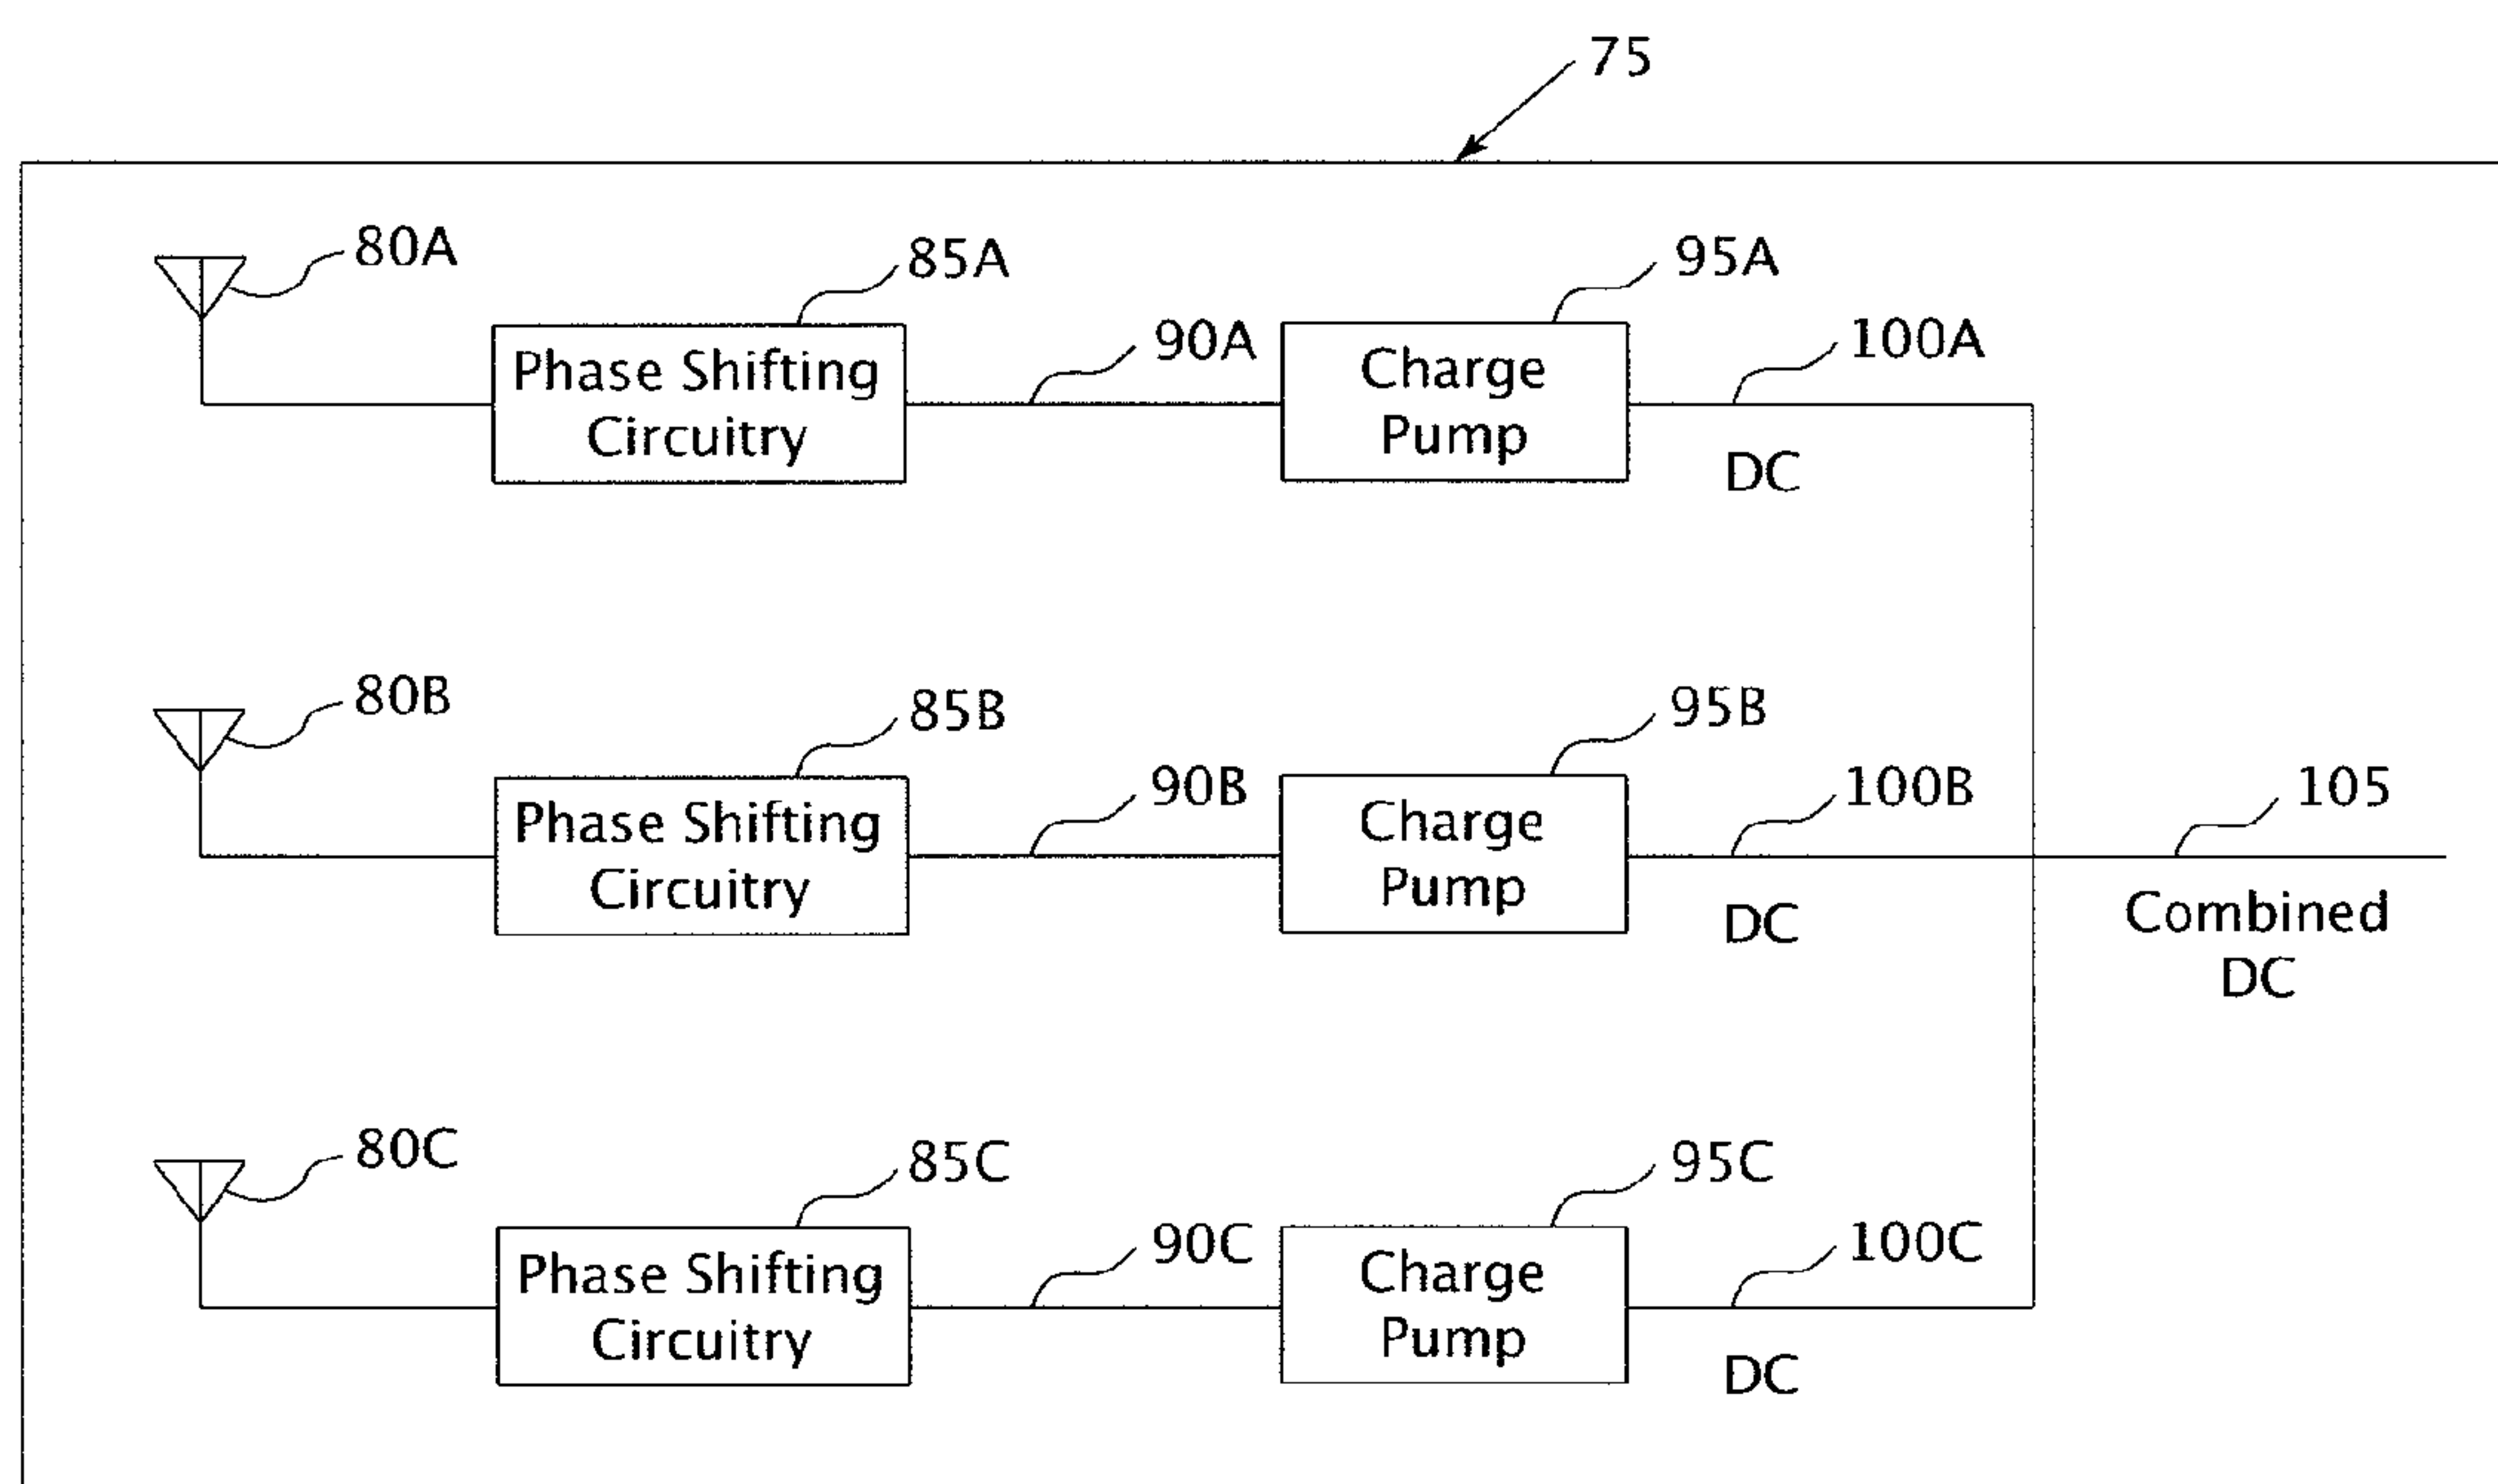 75
80A
85A
95A
90A
100A
Phase Shifting
Circuitry
Charge
Pump
DC
80B
85B
95B
90B
100B
105
Phase Shifting
Circuitry
Charge
Pump
DC
Combined
DC
80C
85C
95C
90C
100C
Phase Shifting
Circuitry
Charge
Pump
DC